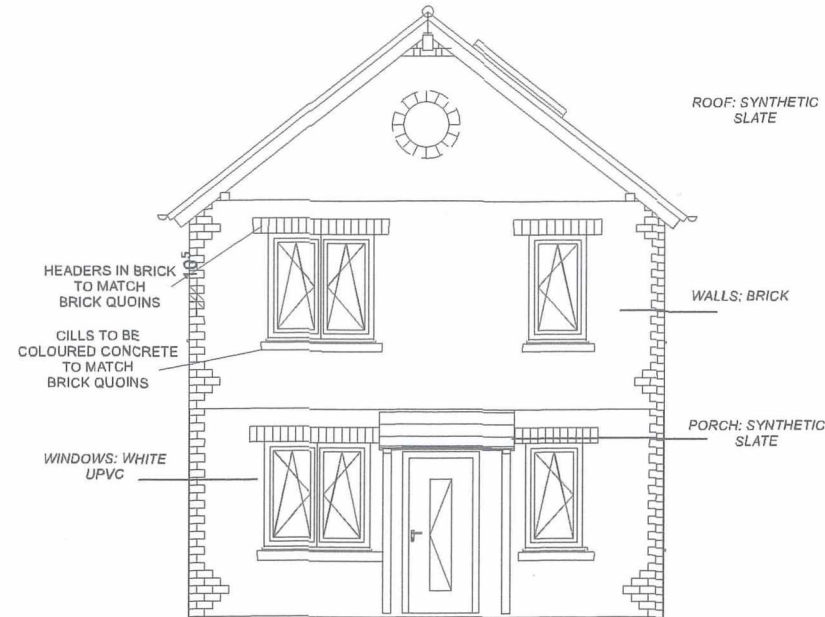 ROOF: SYNTHETIC
SLATE
HEADERS IN BRICK
TO MATCH
BRICK QUOINS
10⁵
WALLS; BRICK
CILLS TO BE
COLOURED CONCRETE
TO MATCH
BRICK QUOINS
PORCH: SYNTHETIC
SLATE
WINDOWS: WHITE
UPVC